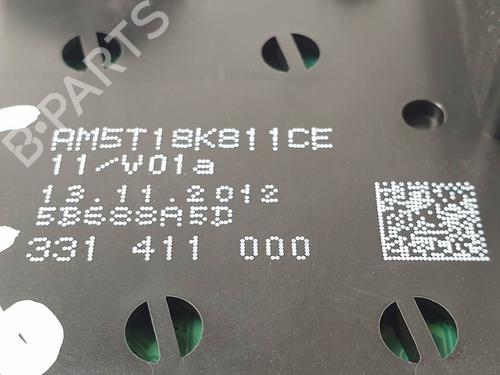 B-PARTS
AM5T18K811CE
11/V01a
13.11.2012
5B688A5D
331 411 000